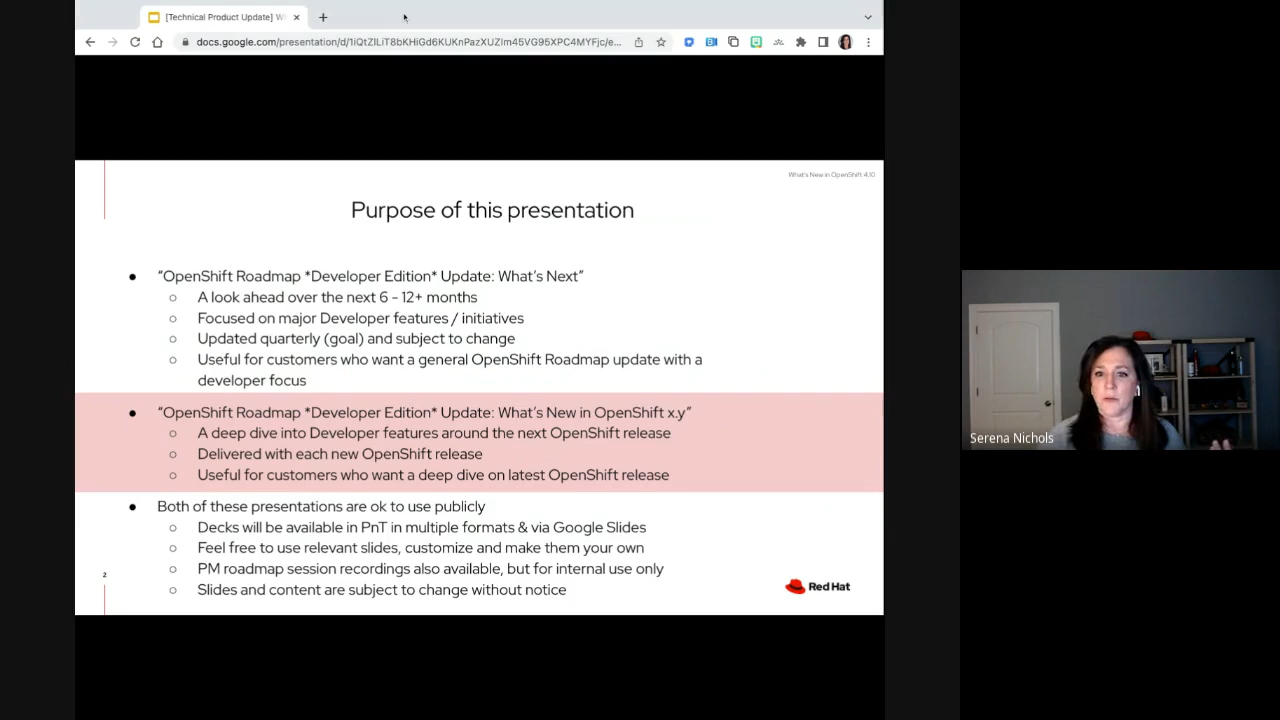 [Technical Product Update] W
docs.google.com/presentation/d/1iQtZILiT8bKHiGd6KUKnPazXUZIm45VG95XPC4MYFjc/e...
What's New in OpenShift 4.10
Purpose of this presentation
● “OpenShift Roadmap *Developer Edition* Update: What’s Next”
○ A look ahead over the next 6 - 12+ months
○ Focused on major Developer features / initiatives
○ Updated quarterly (goal) and subject to change
○ Useful for customers who want a general OpenShift Roadmap update with a
developer focus
● “OpenShift Roadmap *Developer Edition* Update: What’s New in OpenShift x.y”
○ A deep dive into Developer features around the next OpenShift release
○ Delivered with each new OpenShift release
○ Useful for customers who want a deep dive on latest OpenShift release
● Both of these presentations are ok to use publicly
○ Decks will be available in PnT in multiple formats & via Google Slides
○ Feel free to use relevant slides, customize and make them your own
○ PM roadmap session recordings also available, but for internal use only
○ Slides and content are subject to change without notice
2
Red Hat
Serena Nichols